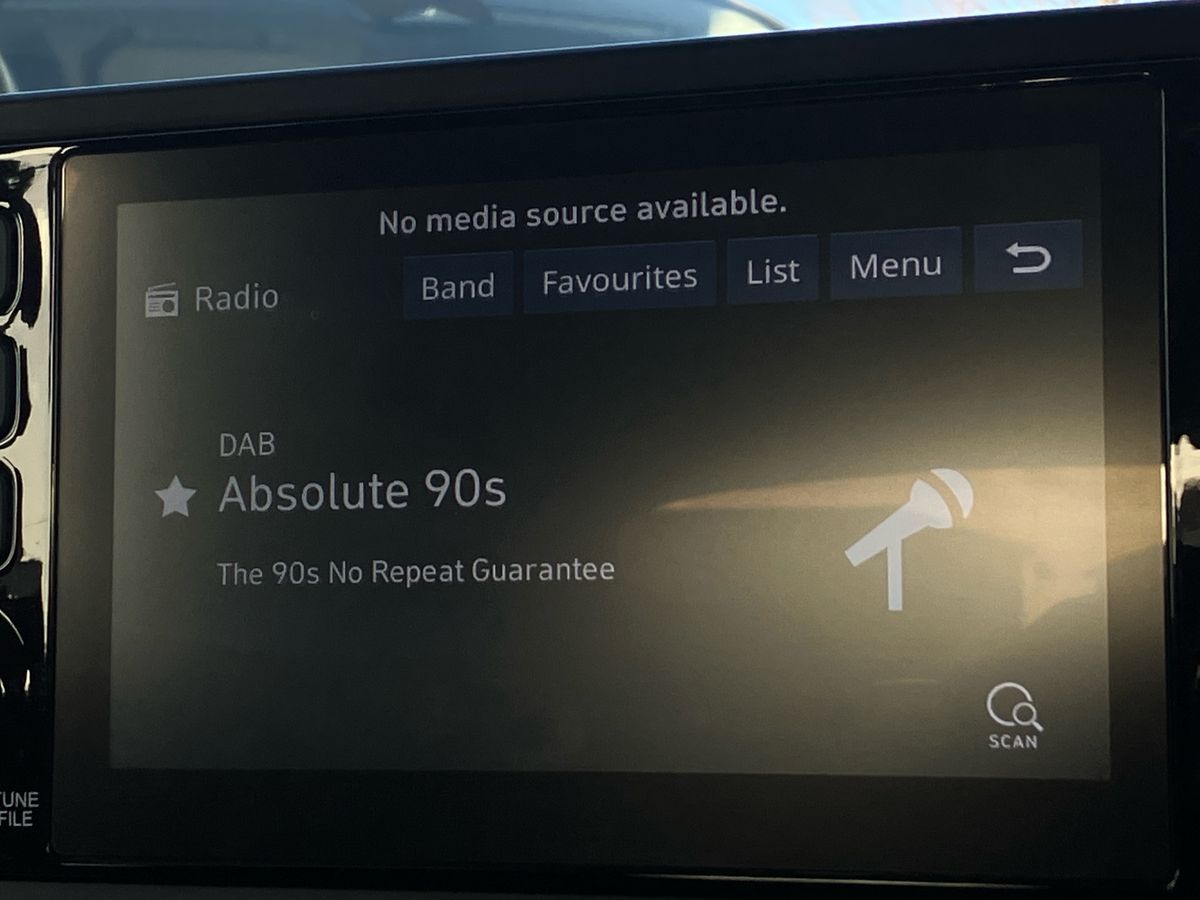 No media source available.
Radio
Band
Favourites
List
Menu
DAB
Absolute 90s
The 90s No Repeat Guarantee
SCAN
TUNE
FILE